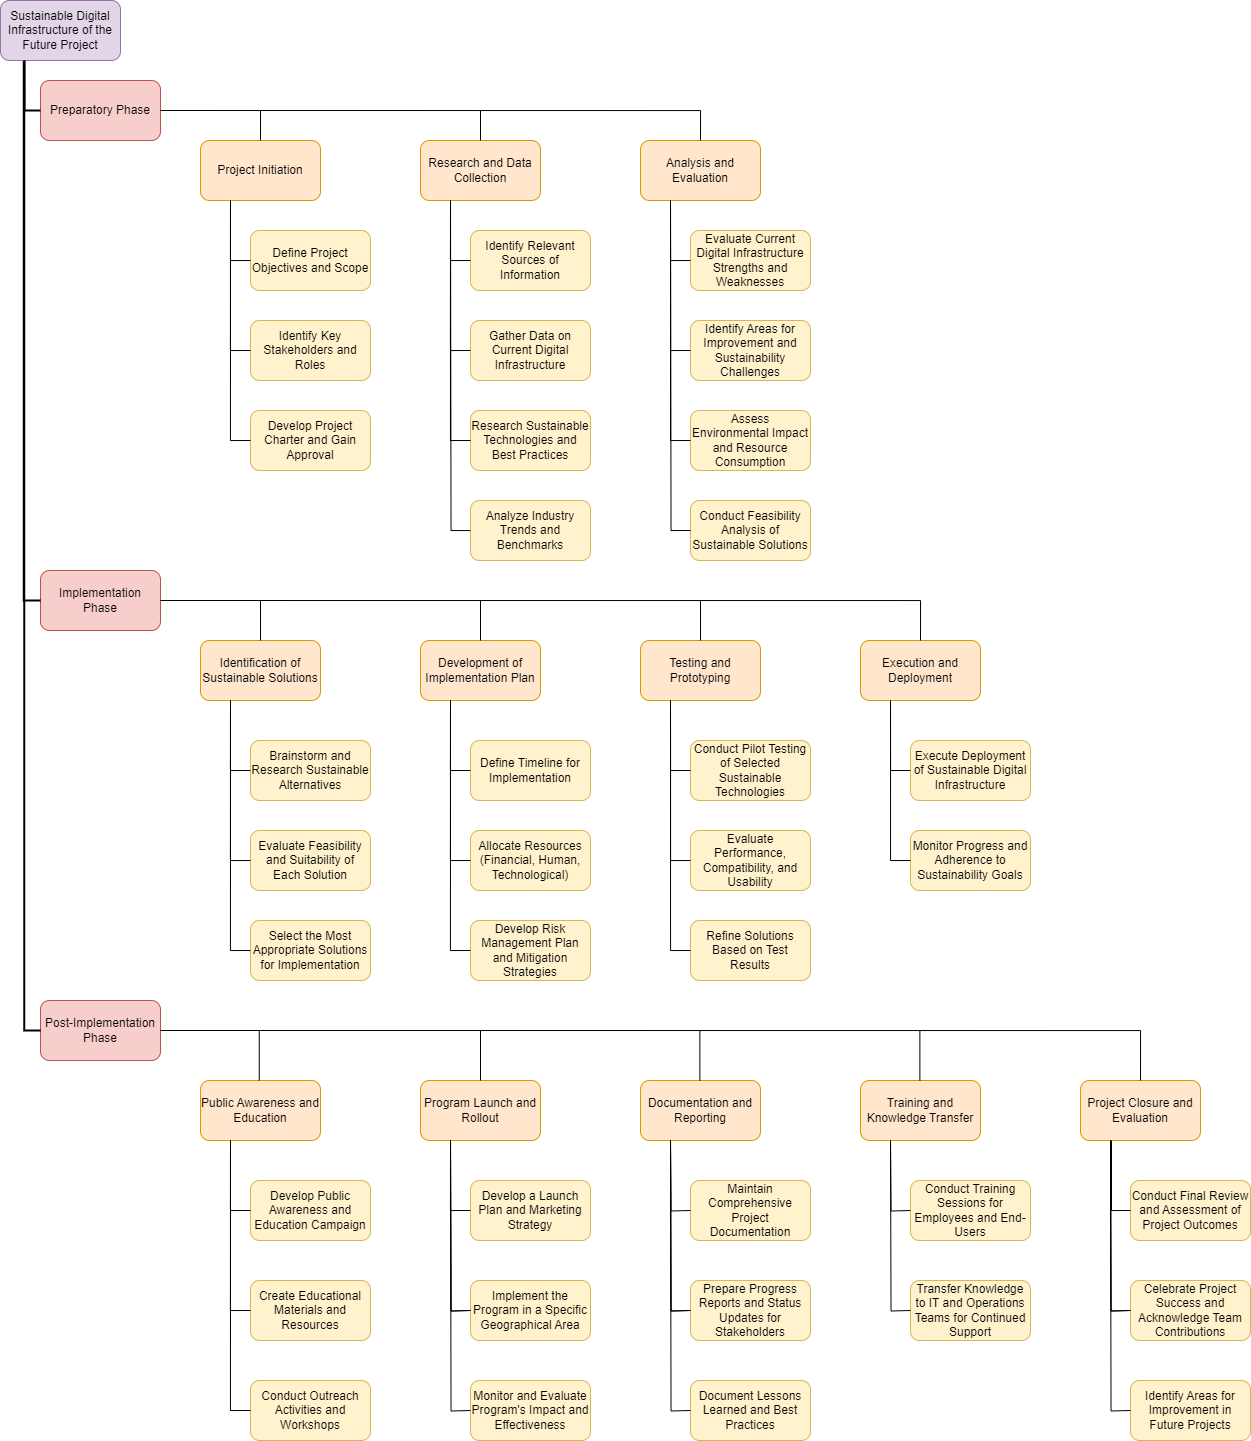 Sustainable Digital
Infrastructure of the
Future Project
Preparatory Phase
Project Initiation
Research and Data
Collection
Analysis and
Evaluation
Define Project
Objectives and Scope
Identify Relevant
Sources of
Information
Evaluate Current
Digital Infrastructure
Strengths and
Weaknesses
Identify Key
Stakeholders and
Roles
Gather Data on
Current Digital
Infrastructure
Identify Areas for
Improvement and
Sustainability
Challenges
Develop Project
Charter and Gain
Approval
Research Sustainable
Technologies and
Best Practices
Assess
Environmental Impact
and Resource
Consumption
Analyze Industry
Trends and
Benchmarks
Conduct Feasibility
Analysis of
Sustainable Solutions
Implementation
Phase
Identification of
Sustainable Solutions
Development of
Implementation Plan
Testing and
Prototyping
Execution and
Deployment
Brainstorm and
Research Sustainable
Alternatives
Define Timeline for
Implementation
Conduct Pilot Testing
of Selected
Sustainable
Technologies
Execute Deployment
of Sustainable Digital
Infrastructure
Evaluate Feasibility
and Suitability of
Each Solution
Allocate Resources
(Financial, Human,
Technological)
Evaluate
Performance,
Compatibility, and
Usability
Monitor Progress and
Adherence to
Sustainability Goals
Select the Most
Appropriate Solutions
for Implementation
Develop Risk
Management Plan
and Mitigation
Strategies
Refine Solutions
Based on Test
Results
Post-Implementation
Phase
Public Awareness and
Education
Program Launch and
Rollout
Documentation and
Reporting
Training and
Knowledge Transfer
Project Closure and
Evaluation
Develop Public
Awareness and
Education Campaign
Develop a Launch
Plan and Marketing
Strategy
Maintain
Comprehensive
Project
Documentation
Conduct Training
Sessions for
Employees and End-
Users
Conduct Final Review
and Assessment of
Project Outcomes
Create Educational
Materials and
Resources
Implement the
Program in a Specific
Geographical Area
Prepare Progress
Reports and Status
Updates for
Stakeholders
Transfer Knowledge
to IT and Operations
Teams for Continued
Support
Celebrate Project
Success and
Acknowledge Team
Contributions
Conduct Outreach
Activities and
Workshops
Monitor and Evaluate
Program's Impact and
Effectiveness
Document Lessons
Learned and Best
Practices
Identify Areas for
Improvement in
Future Projects